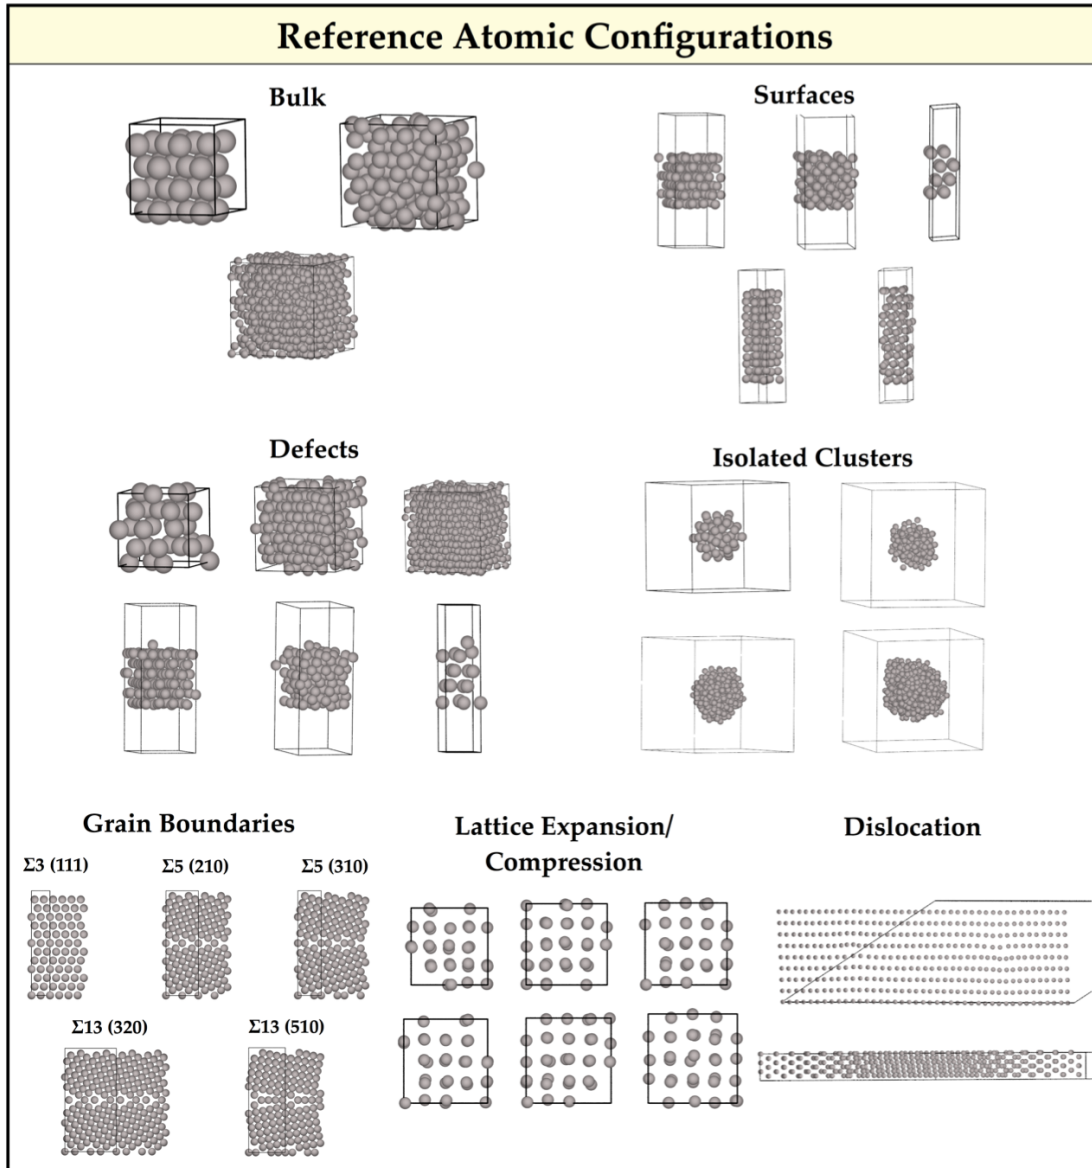 Reference Atomic Configurations
Bulk
Surfaces
Defects
Isolated Clusters
Grain Boundaries
Σ3 (111)
Σ5 (210)
Σ5 (310)
Σ13 (320)
Σ13 (510)
Lattice Expansion/
Compression
Dislocation